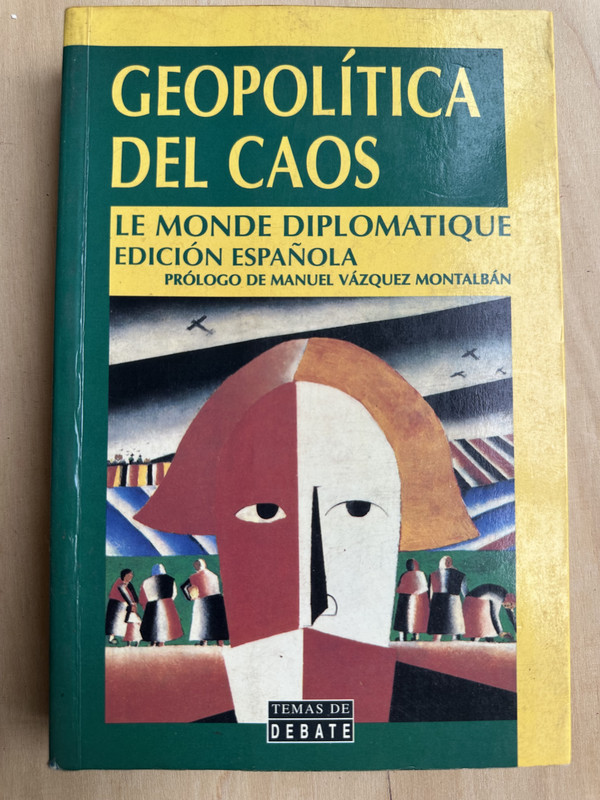 GEOPOLÍTICA
DEL CAOS
LE MONDE DIPLOMATIQUE
EDICIÓN ESPAÑOLA
PRÓLOGO DE MANUEL VÁZQUEZ MONTALBÁN
TEMAS DE
DEBATE